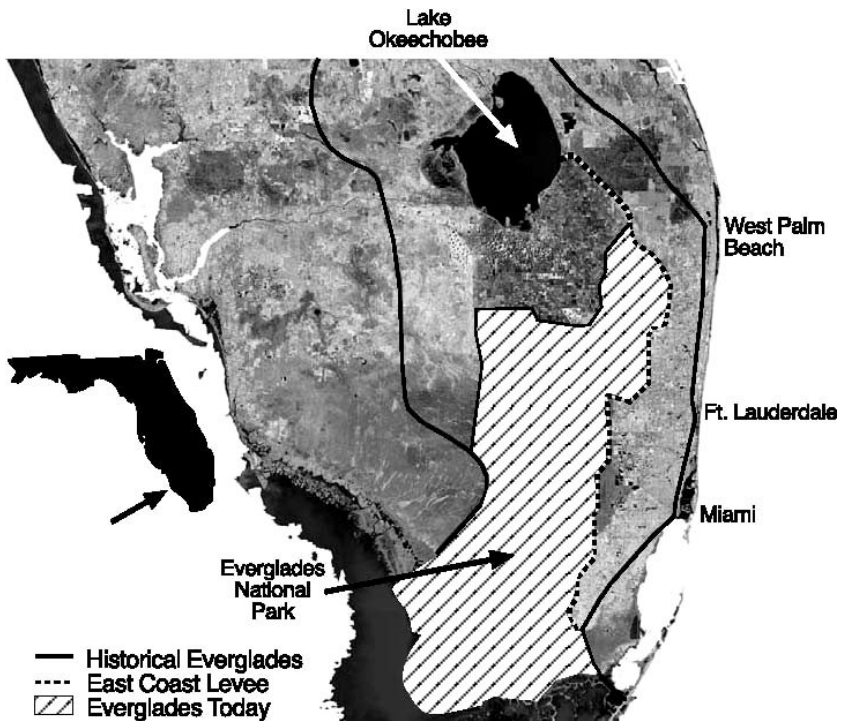 Lake
Okeechobee
West Palm
Beach
Ft. Lauderdale
Miami
Everglades
National
Park
Historical Everglades
East Coast Levee
Everglades Today